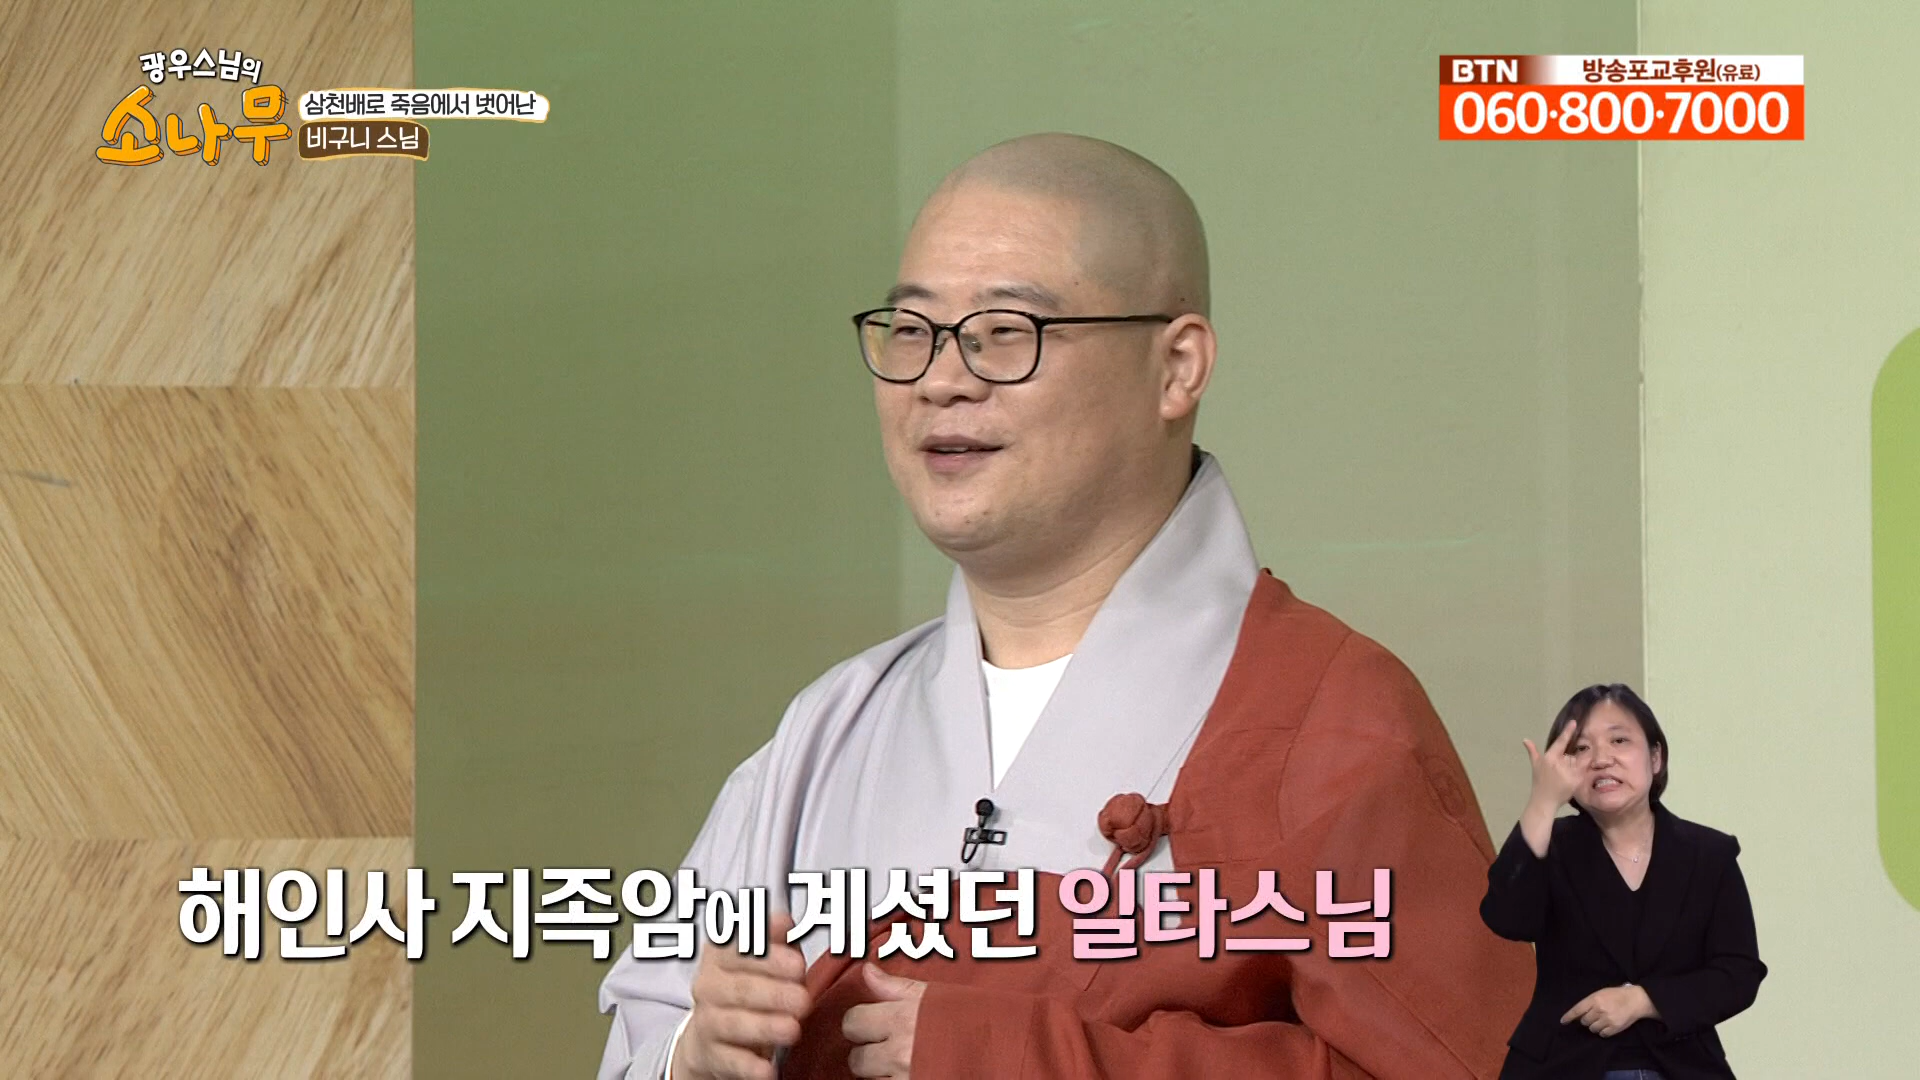 광우스님의
소나무
삼천배로 죽음에서 벗어난
비구니 스님
BTN 방송포교후원(유료)
060·800·7000
해인사 지족암에 계셨던 일타스님